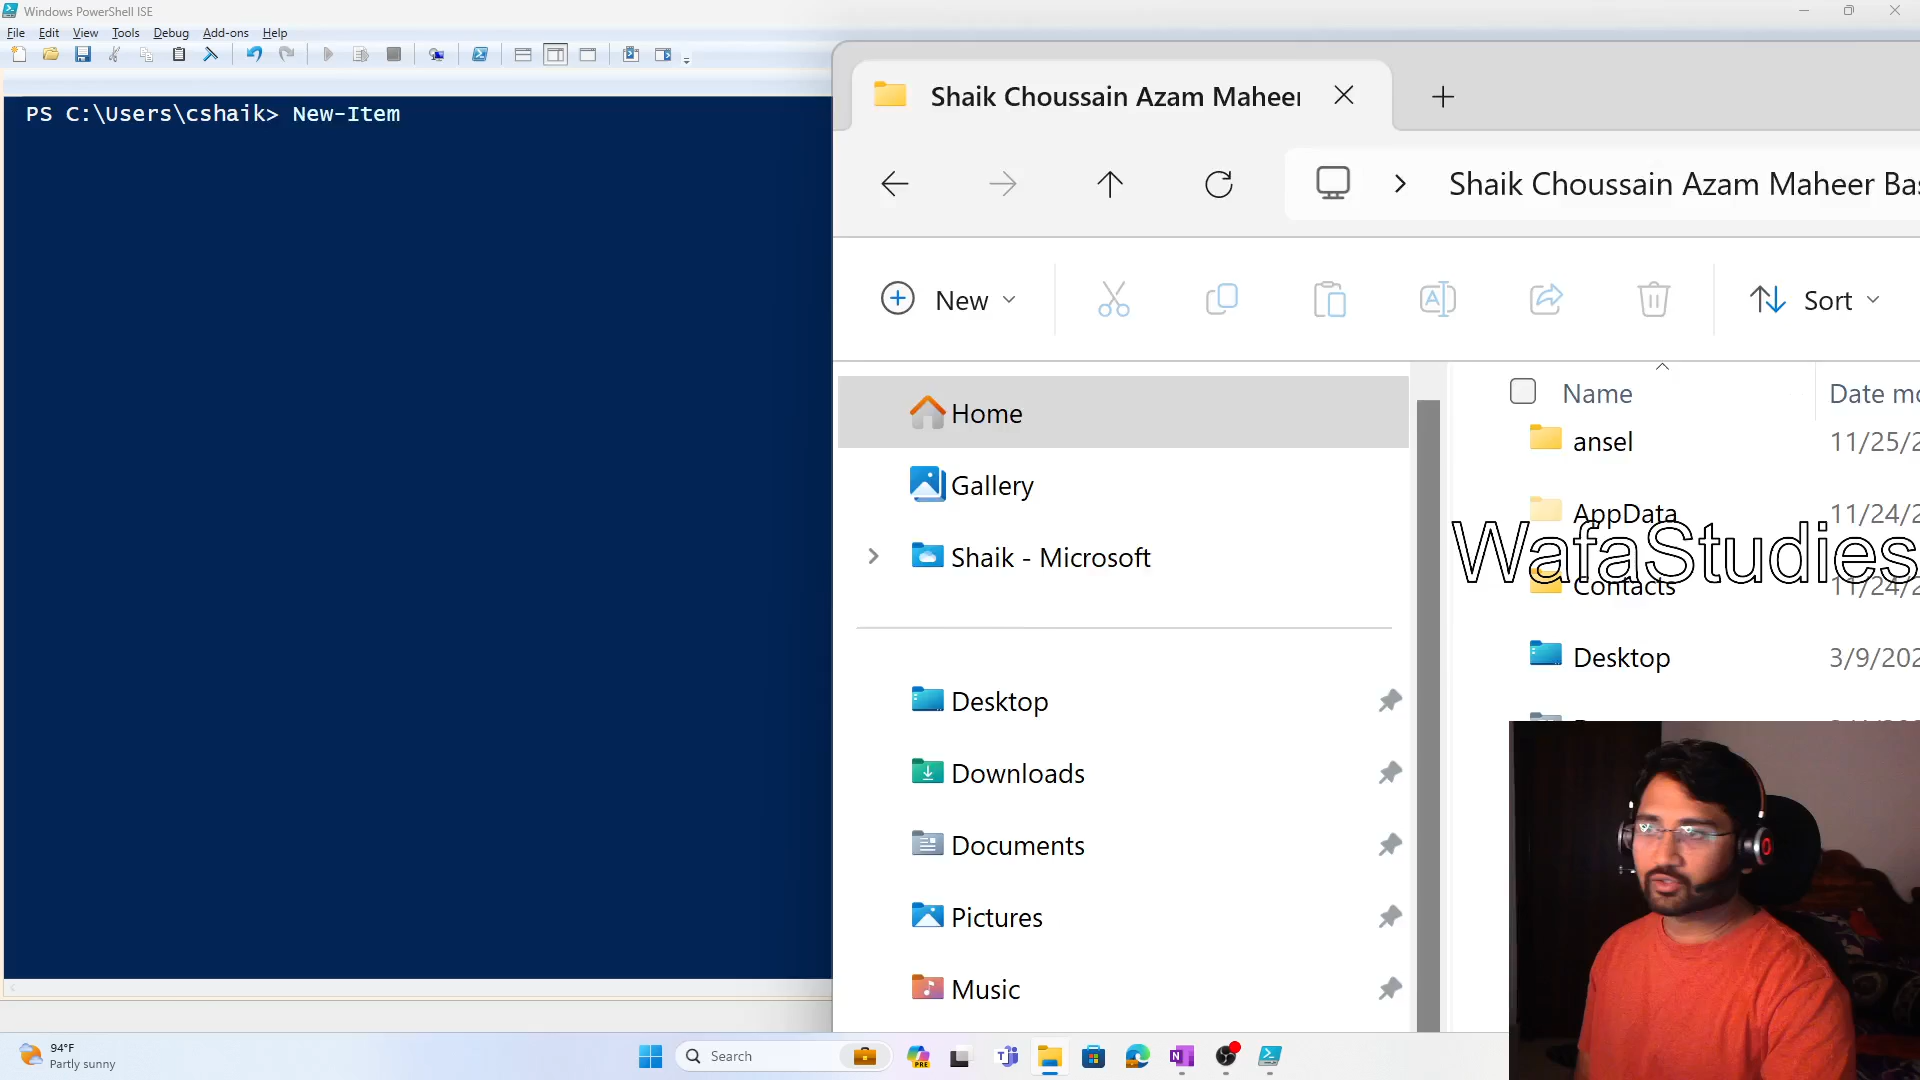 Windows PowerShell ISE
File Edit View Tools Debug Add-ons Help
PS C:\Users\cshaik> New-Item
Shaik Choussain Azam Maheer
Shaik Choussain Azam Maheer Bas
New
Sort
Home
Gallery
Shaik - Microsoft
Desktop
Downloads
Documents
Pictures
Music
Name Date mo
ansel 11/25/2
AppData 11/24/2
WafaStudies
Contacts 11/24/2
Desktop 3/9/202
94°F
Partly sunny
Search
PRE